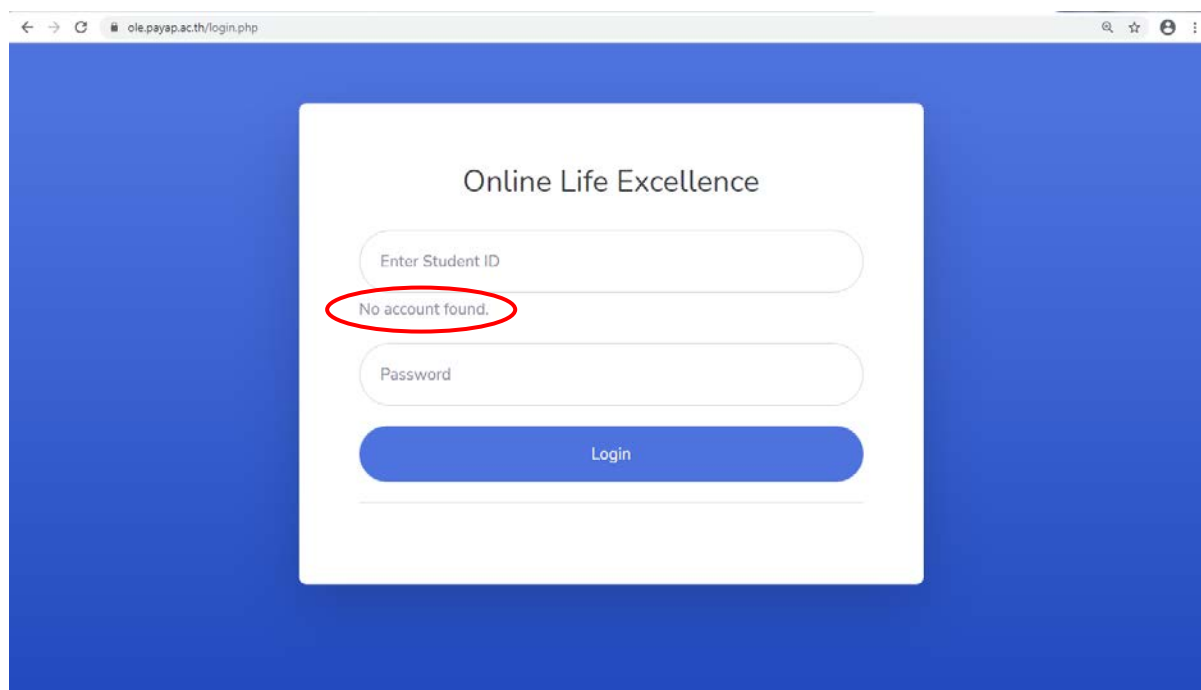 ole.payap.ac.th/login.php
Online Life Excellence
Enter Student ID
No account found.
Password
Login